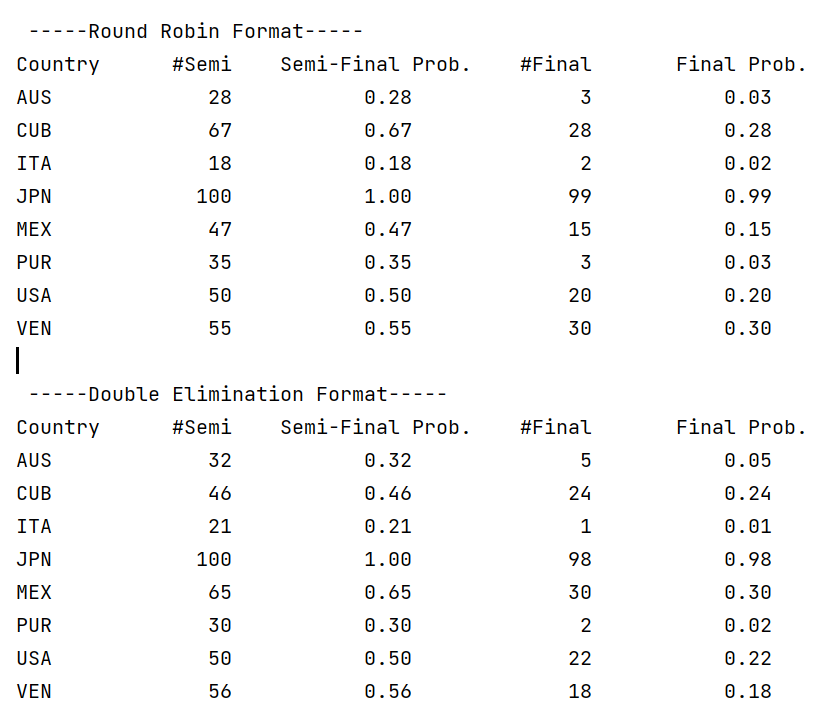 -----Round Robin Format-----
Country      #Semi    Semi-Final Prob.    #Final       Final Prob.
AUS             28           0.28              3           0.03
CUB             67           0.67             28           0.28
ITA             18           0.18              2           0.02
JPN            100           1.00             99           0.99
MEX             47           0.47             15           0.15
PUR             35           0.35              3           0.03
USA             50           0.50             20           0.20
VEN             55           0.55             30           0.30
-----Double Elimination Format-----
Country      #Semi    Semi-Final Prob.    #Final       Final Prob.
AUS             32           0.32              5           0.05
CUB             46           0.46             24           0.24
ITA             21           0.21              1           0.01
JPN            100           1.00             98           0.98
MEX             65           0.65             30           0.30
PUR             30           0.30              2           0.02
USA             50           0.50             22           0.22
VEN             56           0.56             18           0.18